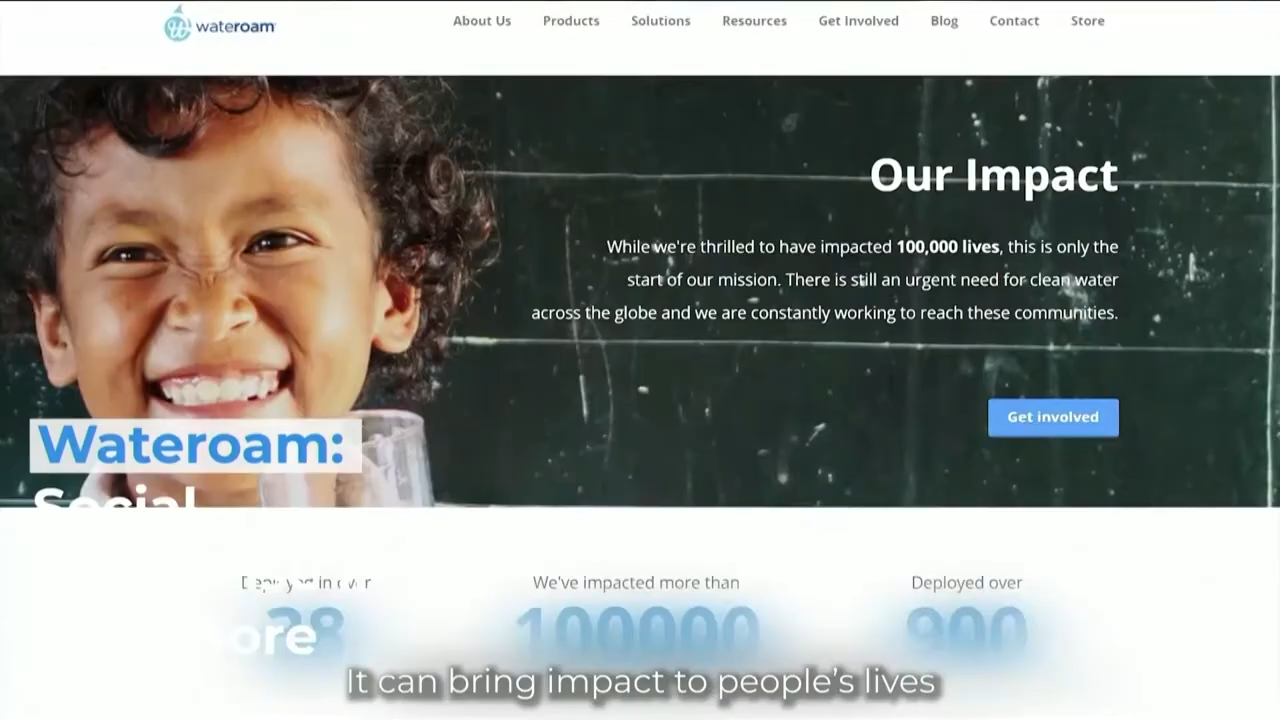 wateroam
About Us Products Solutions Resources Get Involved Blog Contact Store
Our Impact
While we're thrilled to have impacted 100,000 lives, this is only the
start of our mission. There is still an urgent need for clean water
across the globe and we are constantly working to reach these communities.
Get involved
Wateroam:
Social
in
We've impacted more than
Deployed over
38
100000
900
It can bring impact to people's lives